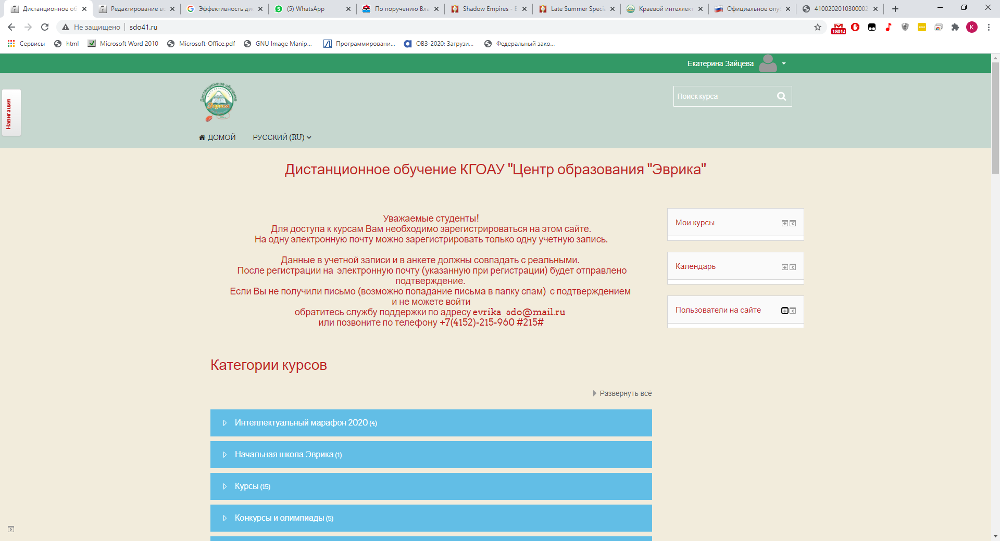 Дистанционное об
Редактирование вс
Эффективность дис
(5) WhatsApp
По поручению Вла
Shadow Empires - E
Late Summer Specia
Краевой интеллект
Официальное опу
4100202010300002
Не защищено
sdo41.ru
18014
K
Сервисы
html
Microsoft Word 2010
Microsoft-Office.pdf
GNU Image Manip...
Программировани...
ОВЗ-2020: Загрузи...
Федеральный зако...
Екатерина Зайцева
Навигация
Дистанционное обучение
Эврика
Поиск курса
ДОМОЙ
РУССКИЙ (RU)
Дистанционное обучение КГОАУ "Центр образования "Эврика"
Уважаемые студенты!
Для доступа к курсам Вам необходимо зарегистрироваться на этом сайте.
На одну электронную почту можно зарегистрировать только одну учетную запись.
Данные в учетной записи и в анкете должны совпадать с реальными.
После регистрации на электронную почту (указанную при регистрации) будет отправлено
подтверждение.
Если Вы не получили письмо (возможно попадание письма в папку спам) с подтверждением
и не можете войти
обратитесь службу поддержки по адресу evrika_sdo@mail.ru
или позвоните по телефону +7(4152)-215-960 #215#
Мои курсы
Календарь
Пользователи на сайте
Категории курсов
Развернуть всё
Интеллектуальный марафон 2020 (4)
Начальная школа Эврика (1)
Курсы (15)
Конкурсы и олимпиады (5)